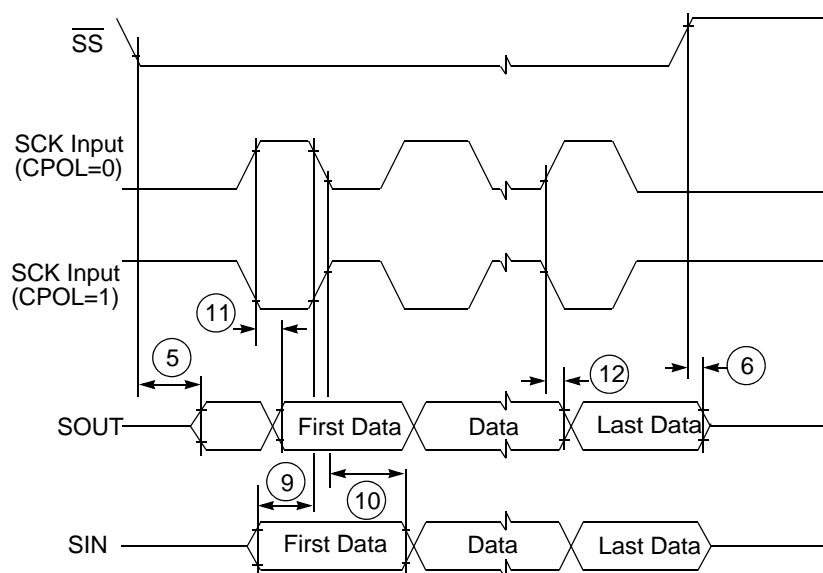 SS
SCK Input
(CPOL=0)
SCK Input
(CPOL=1)
11
5
12
6
SOUT
First Data
Data
Last Data
9
10
SIN
First Data
Data
Last Data